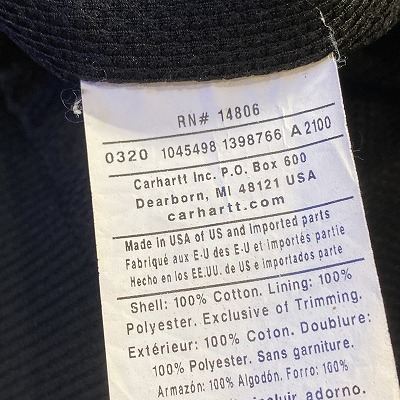 RN# 14806
0320 1045498 1398766 A2100
Carhartt Inc. P.O. Box 600
Dearborn, MI 48121 USA
carhartt.com
Made in USA of US and Imported parts
Fabriqué aux E-U des E-U et importés partie
Hecho en los EE.UU. de US e importados parte
Shell: 100% Cotton. Lining: 100%
Polyester. Exclusive of Trimming.
Extérieur: 100% Coton. Doublure:
100% Polyester. Sans garniture.
Armazón: 100% Algodón. Forro: 100%
incluir adorno.